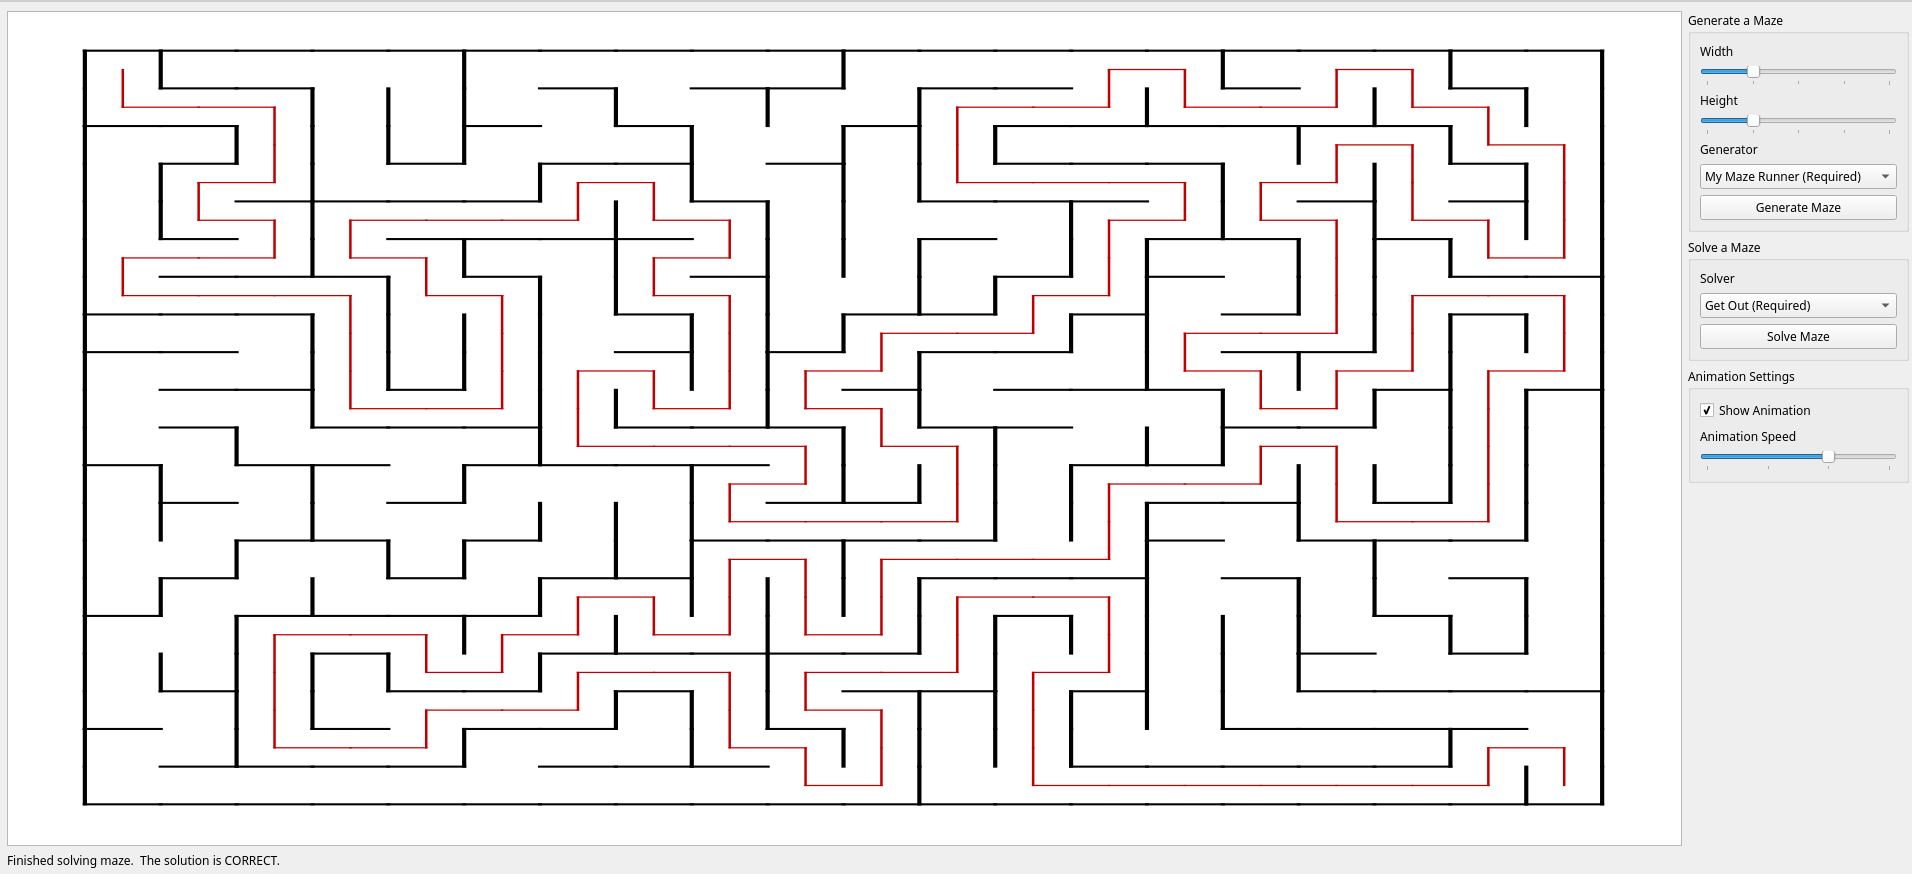 Generate a Maze
Width
Height
Generator
My Maze Runner (Required)
Generate Maze
Solve a Maze
Solver
Get Out (Required)
Solve Maze
Animation Settings
Show Animation
Animation Speed
Finished solving maze.  The solution is CORRECT.